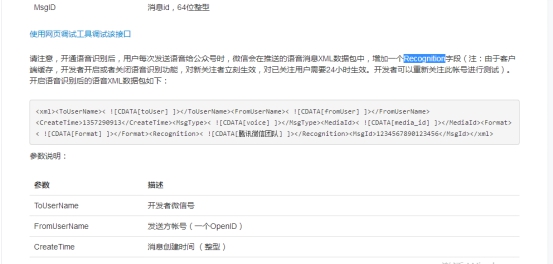 MsgID 消息id，64位整型
使用网页调试工具调试该接口
请注意，开通语音识别后，用户每次发送语音给公众号时，微信会在推送的语音消息XML数据包中，增加一个Recongnition字段（注：由于客户
端缓存，开发者开启或者关闭语音识别功能，对新关注者立刻生效，对已关注用户需要24小时生效。开发者可以重新关注此帐号进行测试）。
开启语音识别后的语音XML数据包如下：
<xml><ToUserName>< ![CDATA[toUser] ]></ToUserName><FromUserName>< ![CDATA[fromUser] ]></FromUserName>
<CreateTime>1357290913</CreateTime><MsgType>< ![CDATA[voice] ]></MsgType><MediaId>< ![CDATA[media_id] ]></MediaId><Format>
< ![CDATA[Format] ]></Format><Recognition>< ![CDATA[腾讯微信团队] ]></Recognition><MsgId>1234567890123456</MsgId></xml>
参数说明：
参数 描述
ToUserName 开发者微信号
FromUserName 发送方帐号（一个OpenID）
CreateTime 消息创建时间 （整型）